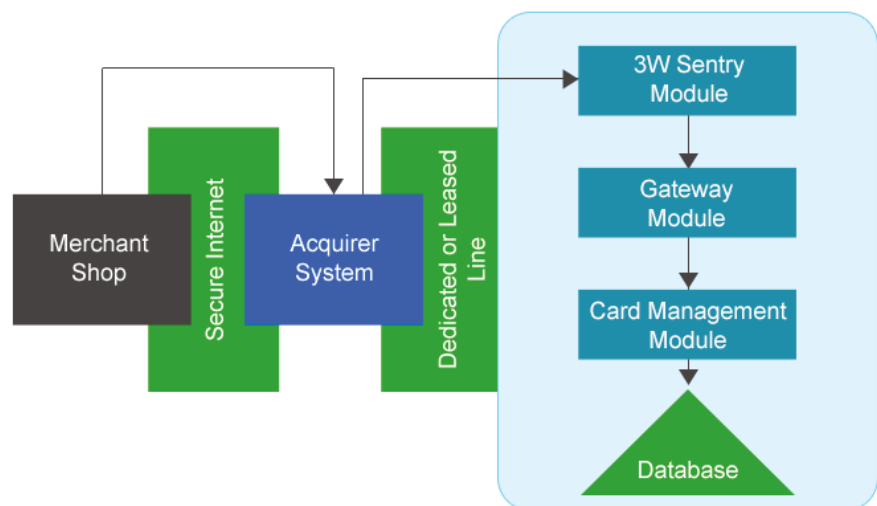 Merchant
Shop
Secure Internet
Acquirer
System
Dedicated or Leased
Line
3W Sentry
Module
Gateway
Module
Card Management
Module
Database